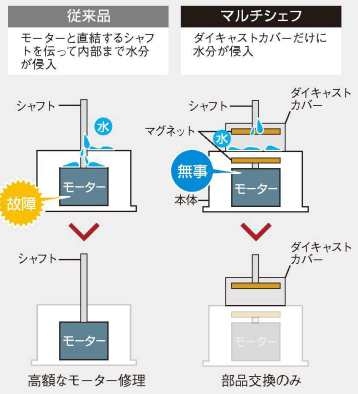 従来品
モーターと直結するシャフ
トを伝って内部まで水分
が侵入
シャフト
水
モーター
故障
シャフト
モーター
高額なモーター修理
マルチシェフ
ダイキャストカバーだけに
水分が侵入
ダイキャスト
カバー
シャフト
マグネット
水
無事
モーター
本体
ダイキャスト
カバー
シャフト
モーター
部品交換のみ